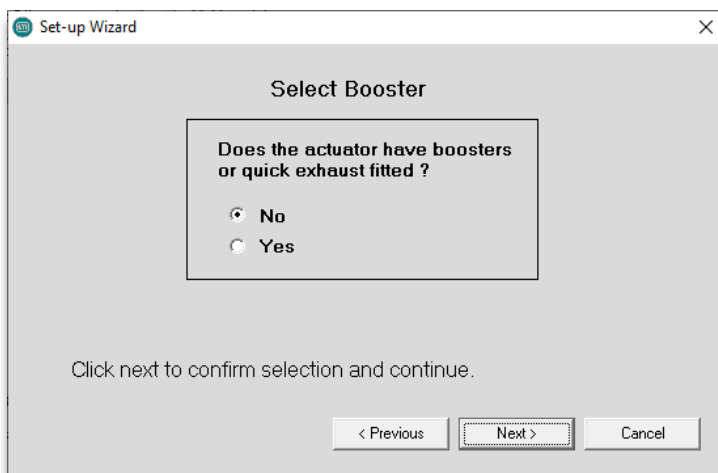 Set-up Wizard
Select Booster
Does the actuator have boosters
or quick exhaust fitted ?
No
Yes
Click next to confirm selection and continue.
< Previous
Next >
Cancel